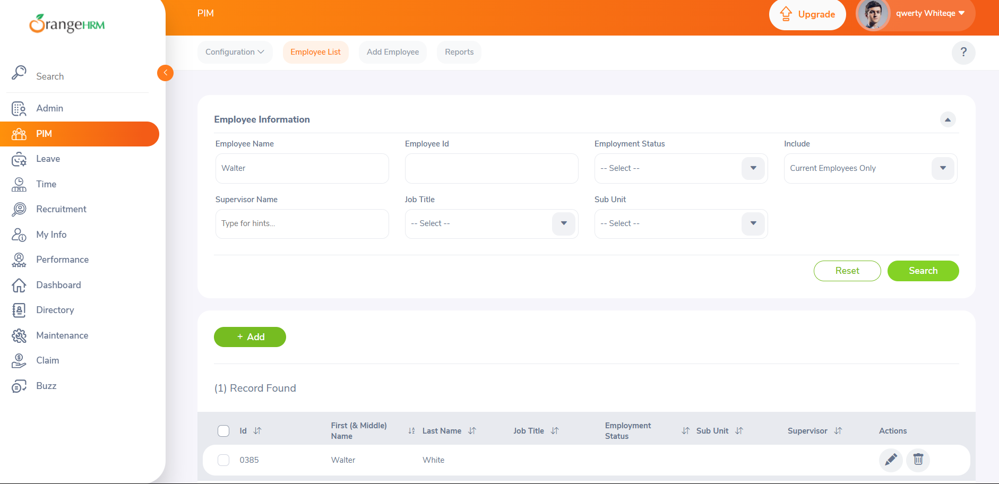 OrangeHRM
PIM
Upgrade
qwerty Whiteqe
Configuration
Employee List
Add Employee
Reports
?
Search
Admin
PIM
Leave
Time
Recruitment
My Info
Performance
Dashboard
Directory
Maintenance
Claim
Buzz
Employee Information
Employee Name
Employee Id
Employment Status
Include
Walter
-- Select --
Current Employees Only
Supervisor Name
Job Title
Sub Unit
Type for hints...
-- Select --
-- Select --
Reset
Search
+ Add
(1) Record Found
Id
First (& Middle)
Name
Last Name
Job Title
Employment
Status
Sub Unit
Supervisor
Actions
0385
Walter
White